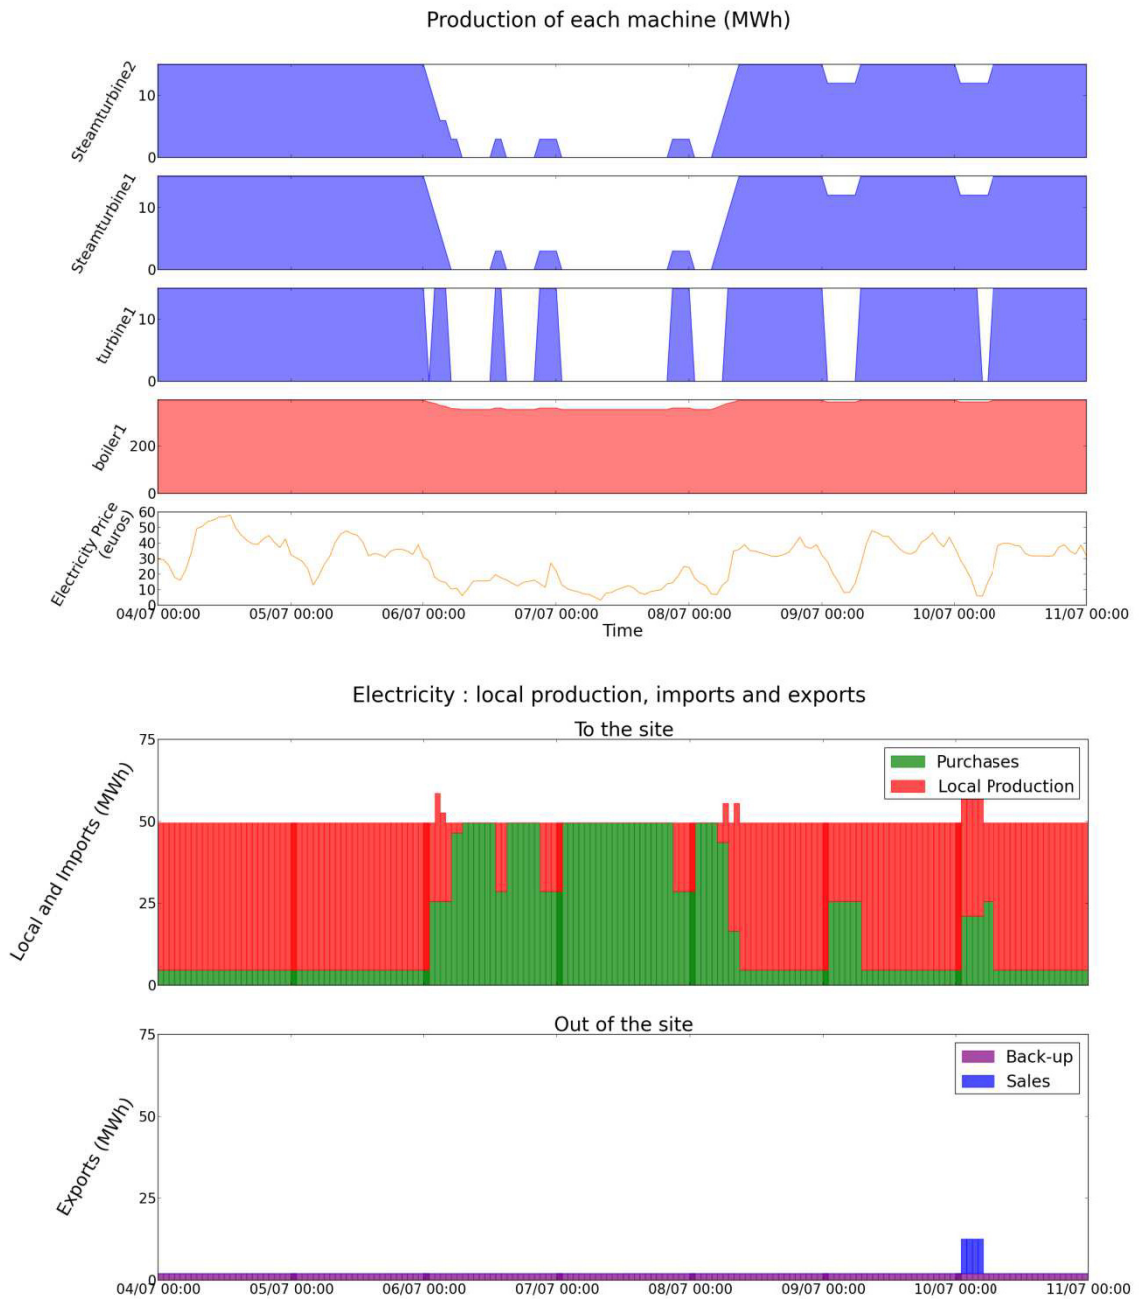 Production of each machine (MWh)
Steamturbine2
10
0
Steamturbine1
10
0
turbine1
10
0
boiler1
200
0
Electricity Price
(euros)
60
50
40
30
20
10
0
04/07 00:00 05/07 00:00 06/07 00:00 07/07 00:00 08/07 00:00 09/07 00:00 10/07 00:00 11/07 00:00
Time
Electricity : local production, imports and exports
To the site
Local and Imports (MWh)
75
50
25
0
Purchases
Local Production
Out of the site
Exports (MWh)
75
50
25
0
Back-up
Sales
04/07 00:00 05/07 00:00 06/07 00:00 07/07 00:00 08/07 00:00 09/07 00:00 10/07 00:00 11/07 00:00